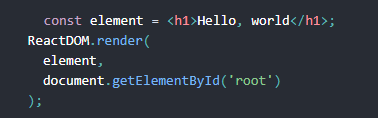 const element = <h1>Hello, world</h1>;
ReactDOM.render(
element,
document.getElementById('root')
);